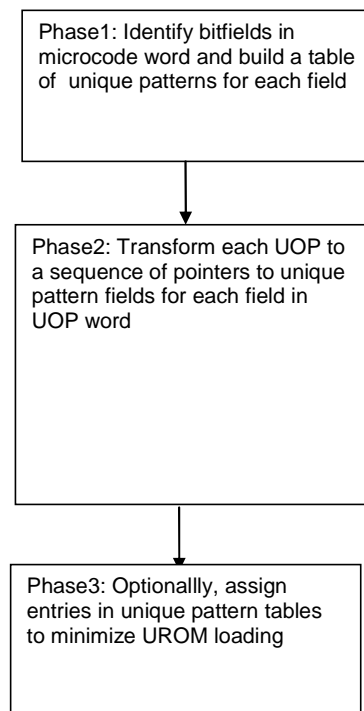 Phase1: Identify bitfields in
microcode word and build a table
of  unique patterns for each field
Phase2: Transform each UOP to
a sequence of pointers to unique
pattern fields for each field in
UOP word
Phase3: Optionallly, assign
entries in unique pattern tables
to minimize UROM loading